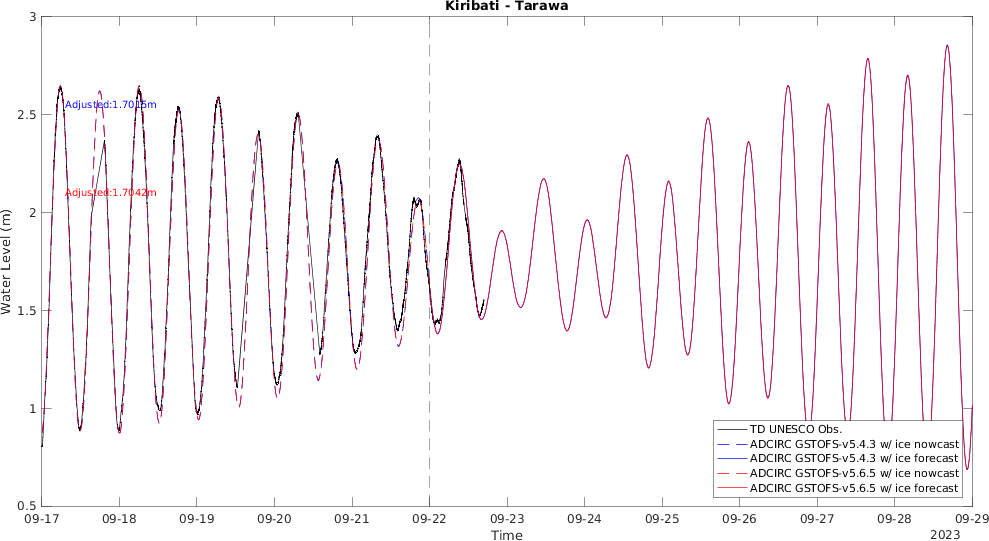 Kiribati - Tarawa
3
2.5
2
1.5
1
0.5
Water Level (m)
Adjusted:1.7015m
Adjusted:1.7042m
TD UNESCO Obs.
ADCIRC GSTOFS-v5.4.3 w/ ice nowcast
ADCIRC GSTOFS-v5.4.3 w/ ice forecast
ADCIRC GSTOFS-v5.6.5 w/ ice nowcast
ADCIRC GSTOFS-v5.6.5 w/ ice forecast
09-17 09-18 09-19 09-20 09-21 09-22 09-23 09-24 09-25 09-26 09-27 09-28 09-29
Time
2023